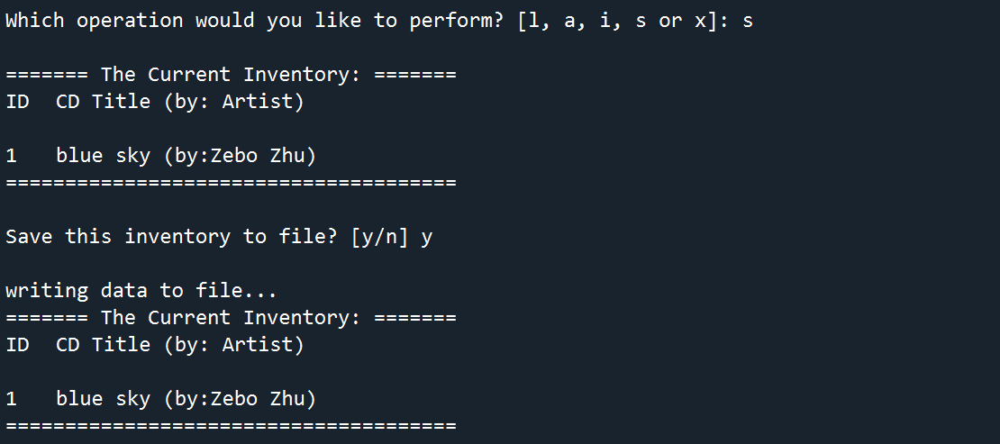 Which operation would you like to perform? [l, a, i, s or x]: s
======= The Current Inventory: =======
ID  CD Title (by: Artist)
1   blue sky (by:Zebo Zhu)
======================================
Save this inventory to file? [y/n] y
writing data to file...
======= The Current Inventory: =======
ID  CD Title (by: Artist)
1   blue sky (by:Zebo Zhu)
======================================